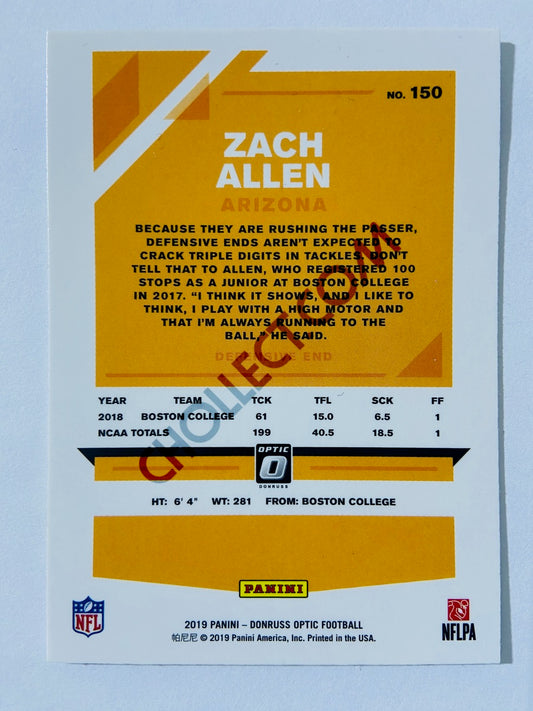 NO. 150
ZACH
ALLEN
ARIZONA
BECAUSE THEY ARE RUSHING THE PASSER,
DEFENSIVE ENDS AREN'T EXPECTED TO
CRACK TRIPLE DIGITS IN TACKLES. DON'T
TELL THAT TO ALLEN, WHO REGISTERED 100
STOPS AS A JUNIOR AT BOSTON COLLEGE
IN 2017. "I THINK IT SHOWS, AND I LIKE TO
THINK, I PLAY WITH A HIGH MOTOR AND
THAT I'M ALWAYS RUNNING TO THE
BALL," HE SAID.
DEFENSIVE END
CHOLLECT.COM
YEAR TEAM TCK TFL SCK FF
2018 BOSTON COLLEGE 61 15.0 6.5 1
NCAA TOTALS 199 40.5 18.5 1
OPTIC
O
DONRUSS
HT: 6' 4" WT: 281 FROM: BOSTON COLLEGE
PANINI
NFL
NFLPA
2019 PANINI – DONRUSS OPTIC FOOTBALL
帕尼尼 © 2019 Panini America, Inc. Printed in the USA.